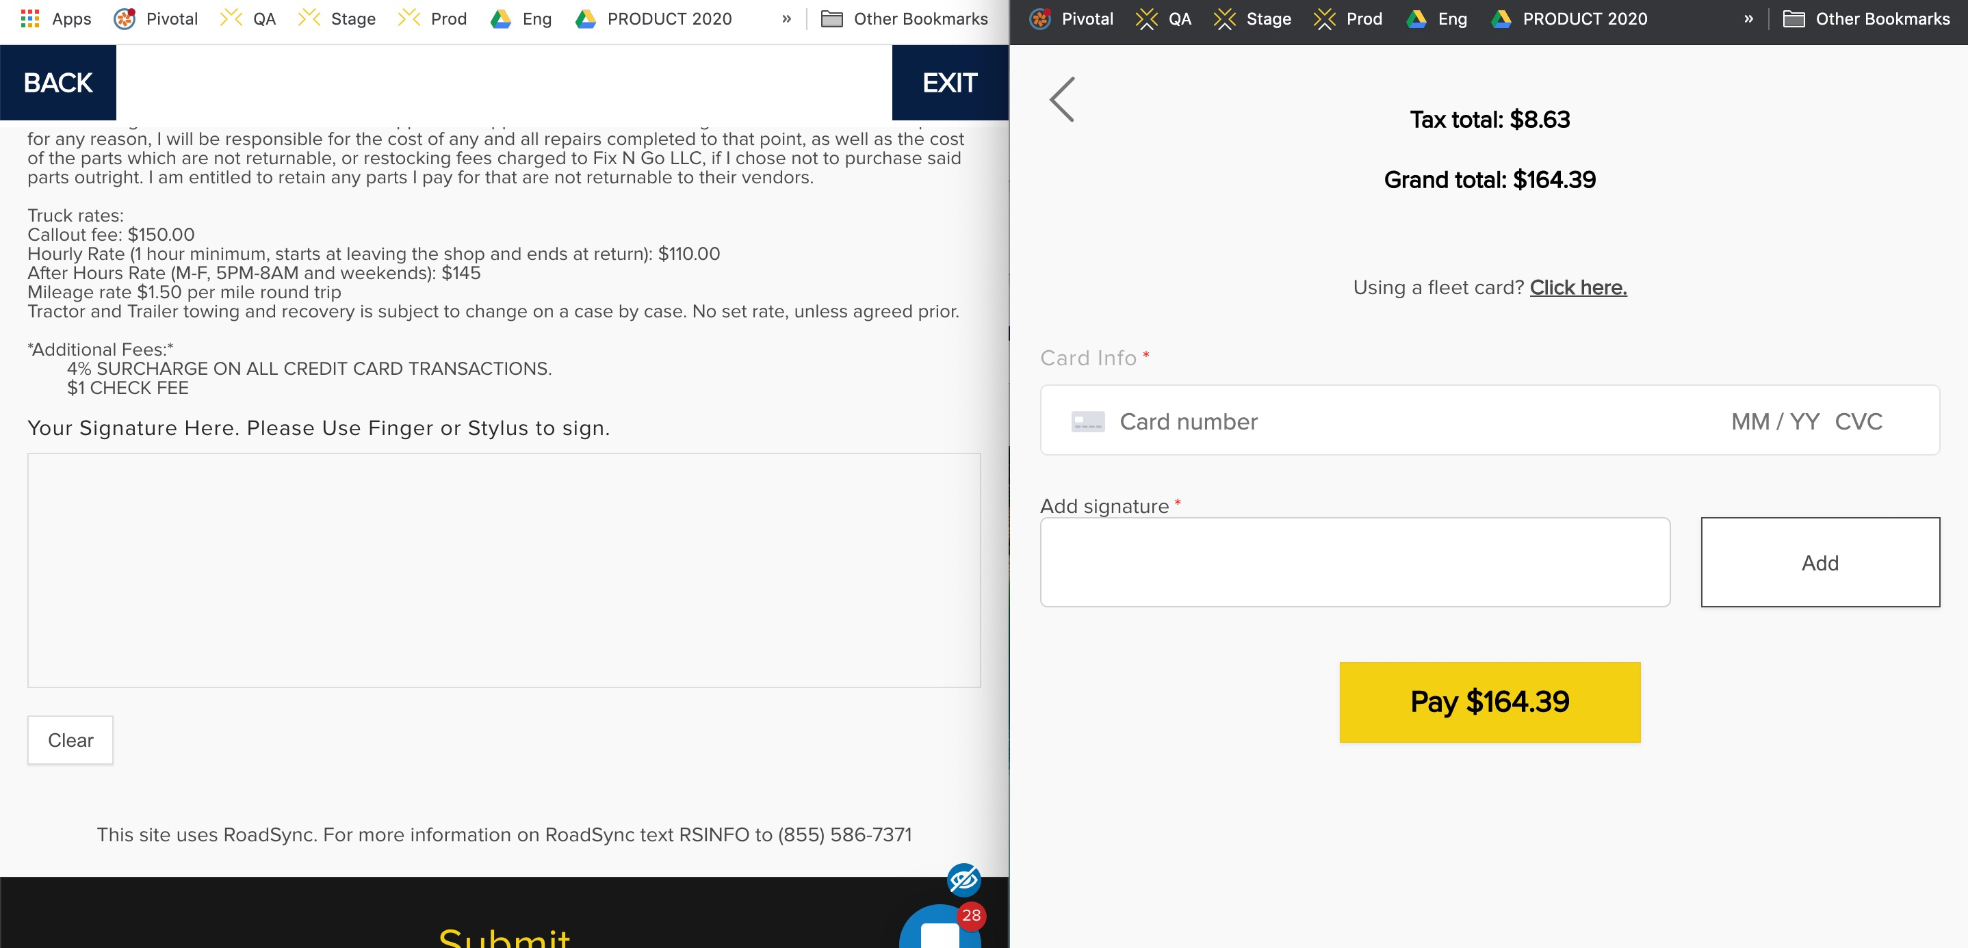 Apps Pivotal QA Stage Prod Eng PRODUCT 2020 » Other Bookmarks
BACK
EXIT
for any reason, I will be responsible for the cost of any and all repairs completed to that point, as well as the cost
of the parts which are not returnable, or restocking fees charged to Fix N Go LLC, if I chose not to purchase said
parts outright. I am entitled to retain any parts I pay for that are not returnable to their vendors.
Truck rates:
Callout fee: $150.00
Hourly Rate (1 hour minimum, starts at leaving the shop and ends at return): $110.00
After Hours Rate (M-F, 5PM-8AM and weekends): $145
Mileage rate $1.50 per mile round trip
Tractor and Trailer towing and recovery is subject to change on a case by case. No set rate, unless agreed prior.
*Additional Fees:*
4% SURCHARGE ON ALL CREDIT CARD TRANSACTIONS.
$1 CHECK FEE
Your Signature Here. Please Use Finger or Stylus to sign.
Clear
This site uses RoadSync. For more information on RoadSync text RSINFO to (855) 586-7371
28
Submit
Pivotal QA Stage Prod Eng PRODUCT 2020 » Other Bookmarks
Tax total: $8.63
Grand total: $164.39
Using a fleet card? Click here.
Card Info *
Card number MM / YY CVC
Add signature *
Add
Pay $164.39